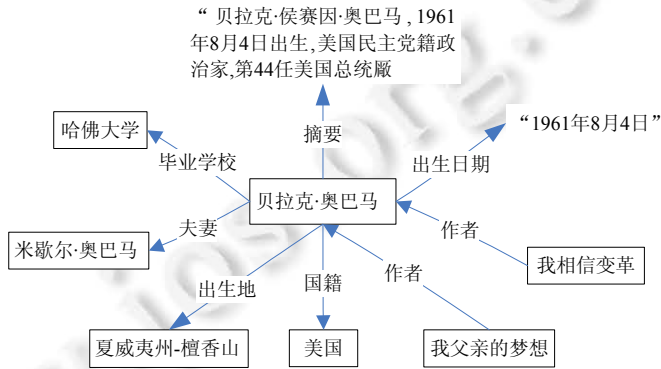 “ 贝拉克·侯赛因·奥巴马 , 1961
年8月4日出生, 美国民主党籍政
治家,第44任美国总统厰
哈佛大学
摘要
“1961年8月4日”
毕业学校
出生日期
贝拉克·奥巴马
夫妻
作者
米歇尔·奥巴马
我相信变革
出生地
国籍
作者
夏威夷州-檀香山
美国
我父亲的梦想